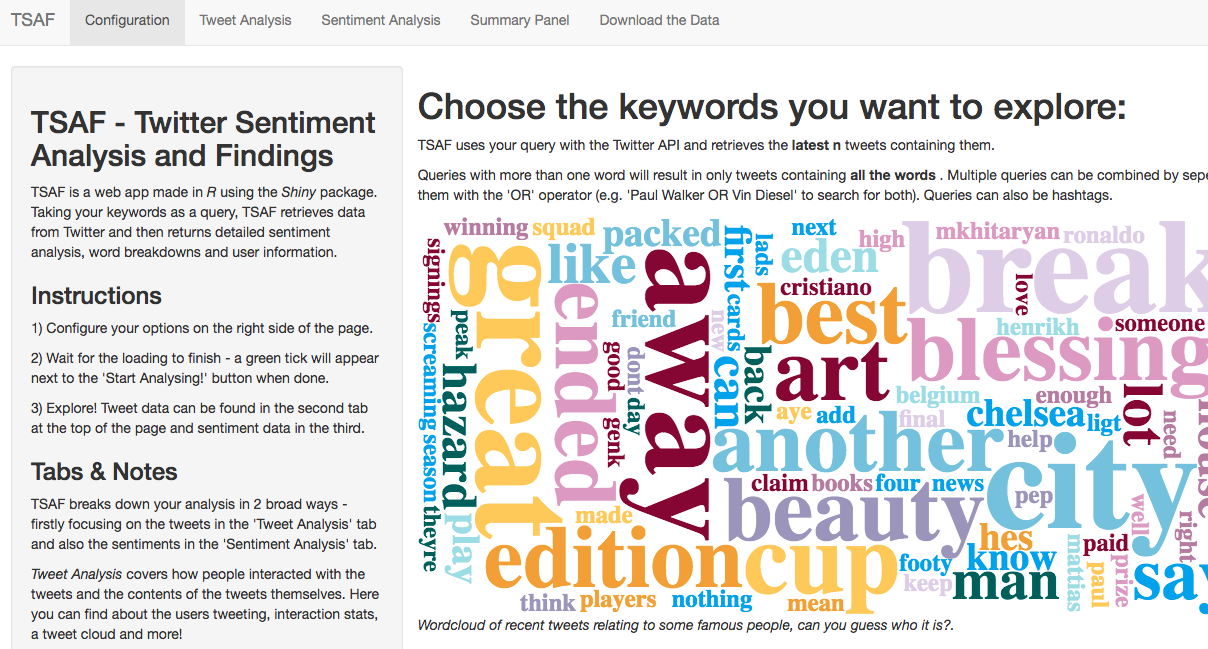 TSAF Configuration Tweet Analysis Sentiment Analysis Summary Panel Download the Data
TSAF - Twitter Sentiment
Analysis and Findings
TSAF is a web app made in R using the Shiny package.
Taking your keywords as a query, TSAF retrieves data
from Twitter and then returns detailed sentiment
analysis, word breakdowns and user information.
Instructions
1) Configure your options on the right side of the page.
2) Wait for the loading to finish - a green tick will appear
next to the 'Start Analysing!' button when done.
3) Explore! Tweet data can be found in the second tab
at the top of the page and sentiment data in the third.
Tabs & Notes
TSAF breaks down your analysis in 2 broad ways -
firstly focusing on the tweets in the 'Tweet Analysis' tab
and also the sentiments in the 'Sentiment Analysis' tab.
Tweet Analysis covers how people interacted with the
tweets and the contents of the tweets themselves. Here
you can find about the users tweeting, interaction stats,
a tweet cloud and more!
Choose the keywords you want to explore:
TSAF uses your query with the Twitter API and retrieves the latest n tweets containing them.
Queries with more than one word will result in only tweets containing all the words . Multiple queries can be combined by sepe
them with the 'OR' operator (e.g. 'Paul Walker OR Vin Diesel' to search for both). Queries can also be hashtags.
winning
squad
packed
first
lads
next
high
mkhitaryan
ronaldo
break
signings
great
like
away
eden
cristiano
love
best
henrikh
someone
blessing
peak
ended
friend
new
cards
screaming
hazard
good
dont
day
can
back
art
belgium
enough
lot
aye
add
final
chelsea
ligt
need
genk
another
help
city
season
theyre
play
claim
books
four
news
pep
well
right
made
beauty
hes
edition
cup
footy
know
paid
keep
man
mattias
paul
prize
say
think
players
nothing
mean
Wordcloud of recent tweets relating to some famous people, can you guess who it is?.